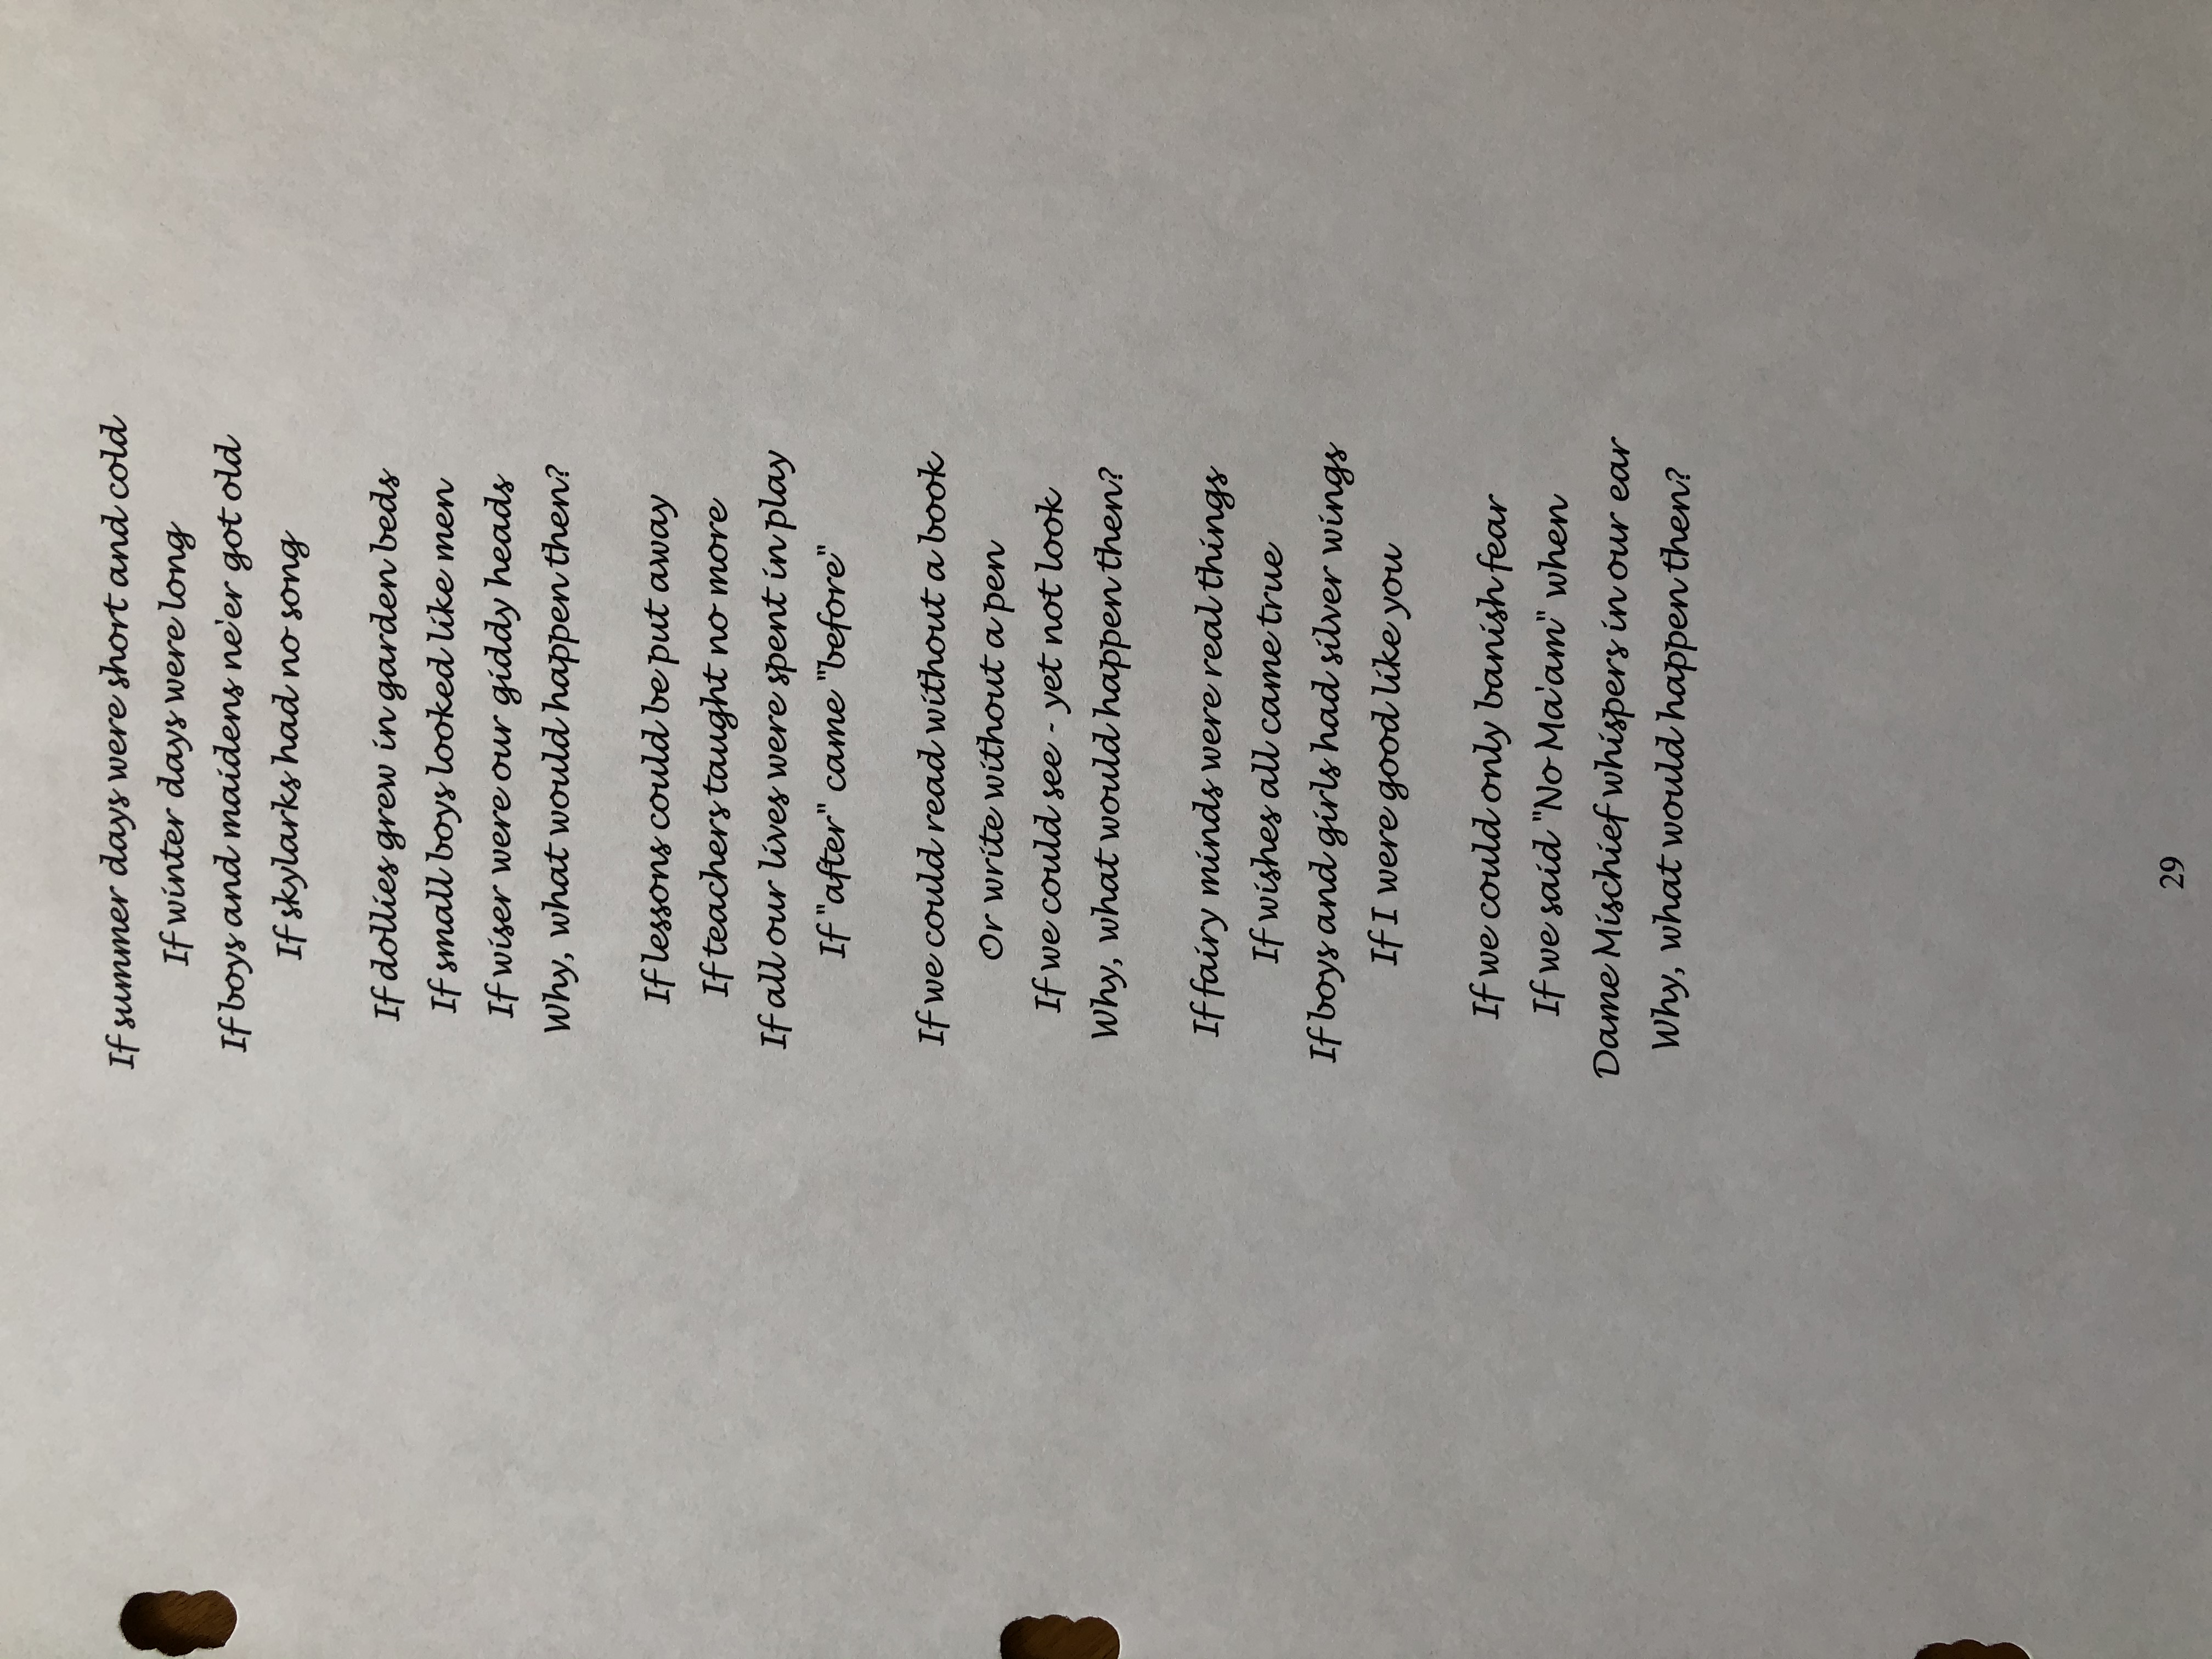 If summer days were short and cold
If winter days were long
If boys and maidens ne'er got old
If skylarks had no song
If dollies grew in garden beds
If small boys looked like men
If wiser were our giddy heads
Why, what would happen then?
If lessons could be put away
If teachers taught no more
If all our lives were spent in play
If "after" came "before"
If we could read without a book
Or write without a pen
If we could see - yet not look
Why, what would happen then?
If fairy minds were real things
If wishes all came true
If boys and girls had silver wings
If I were good like you
If we could only banish fear
If we said "No Ma'am" when
Dame Mischief whispers in our ear
Why, what would happen then?
29